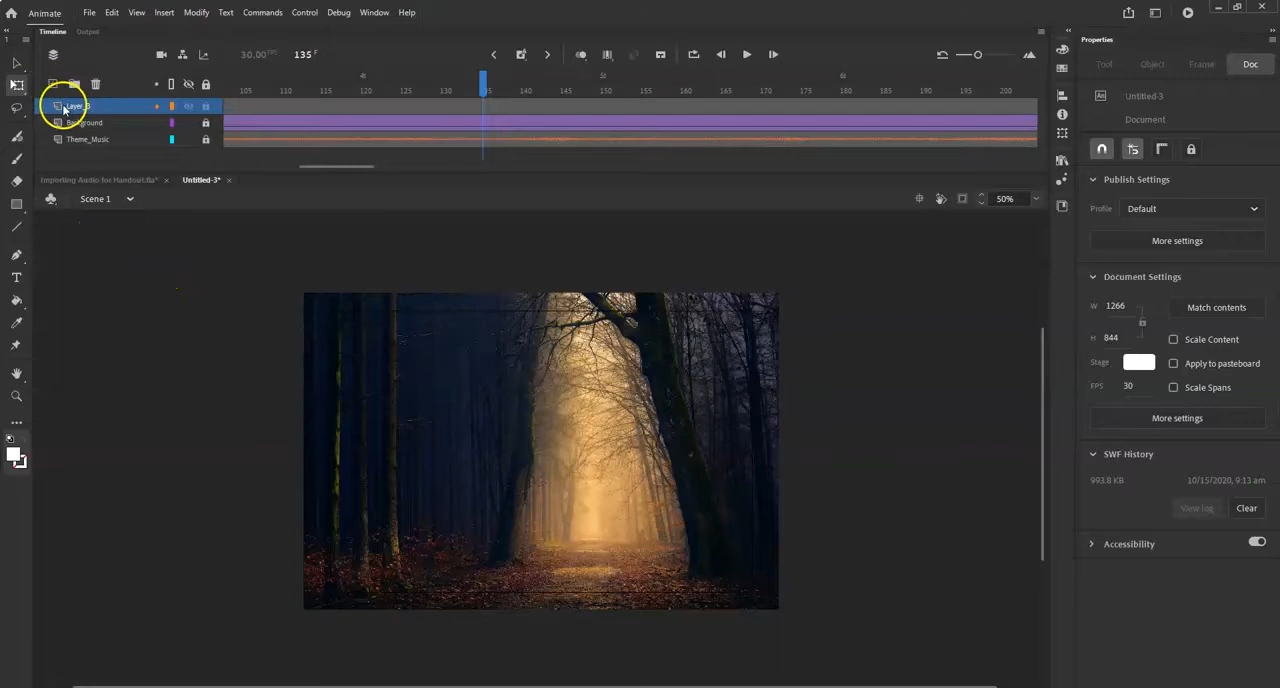 Animate File Edit View Insert Modify Text Commands Control Debug Window Help
Timeline Output
30.00 FPS 135 F
4s 5s 6s
105 110 115 120 125 130 135 140 145 150 155 160 165 170 175 180 185 190 195 200
Layer_3
Background
Theme_Music
Importing Audio for Handout.fla* × Untitled-3* ×
Scene 1 50%
Properties
Tool Object Frame Doc
An Untitled-3
Document
Publish Settings
Profile Default
More settings
Document Settings
W 1266 Match contents
H 844 Scale Content
Stage Apply to pasteboard
FPS 30 Scale Spans
More settings
SWF History
993.8 KB 10/15/2020, 9:13 am
View log Clear
Accessibility